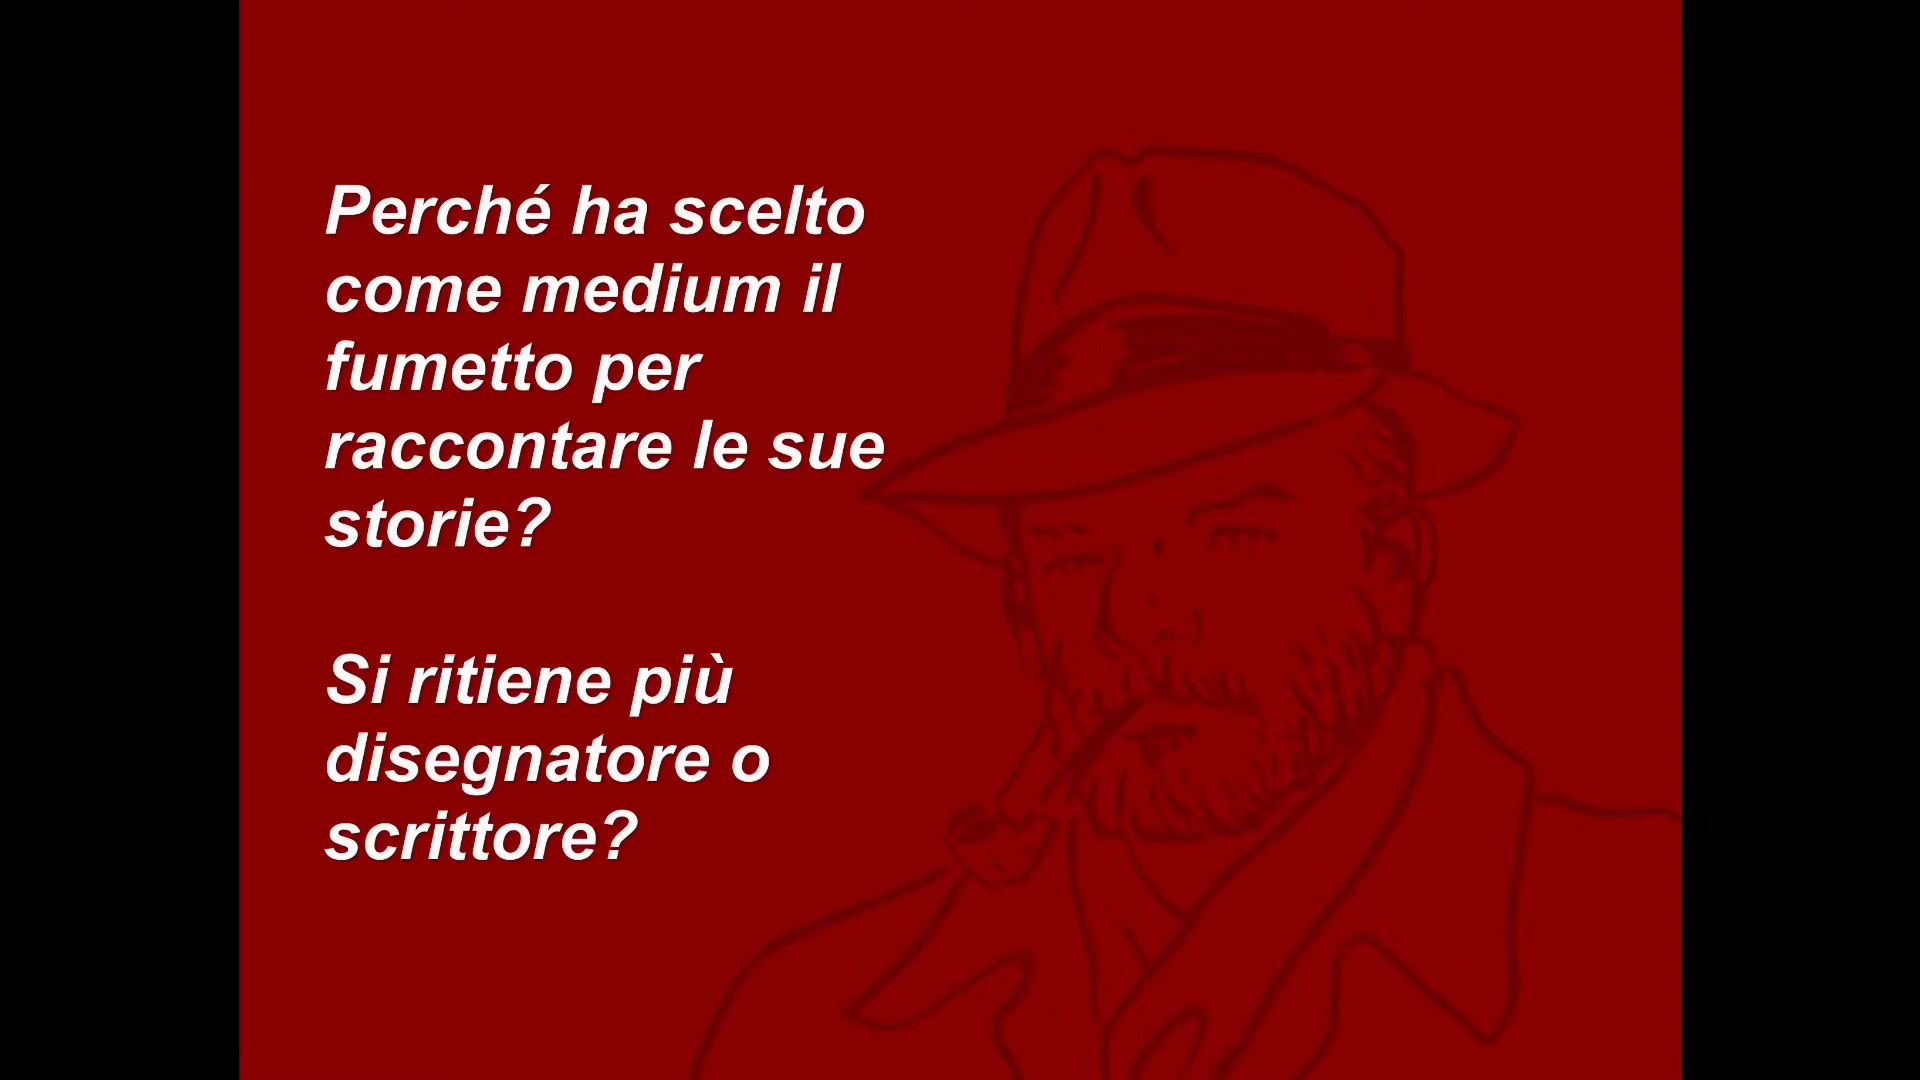 Perché ha scelto
come medium il
fumetto per
raccontare le sue
storie?
Si ritiene più
disegnatore o
scrittore?